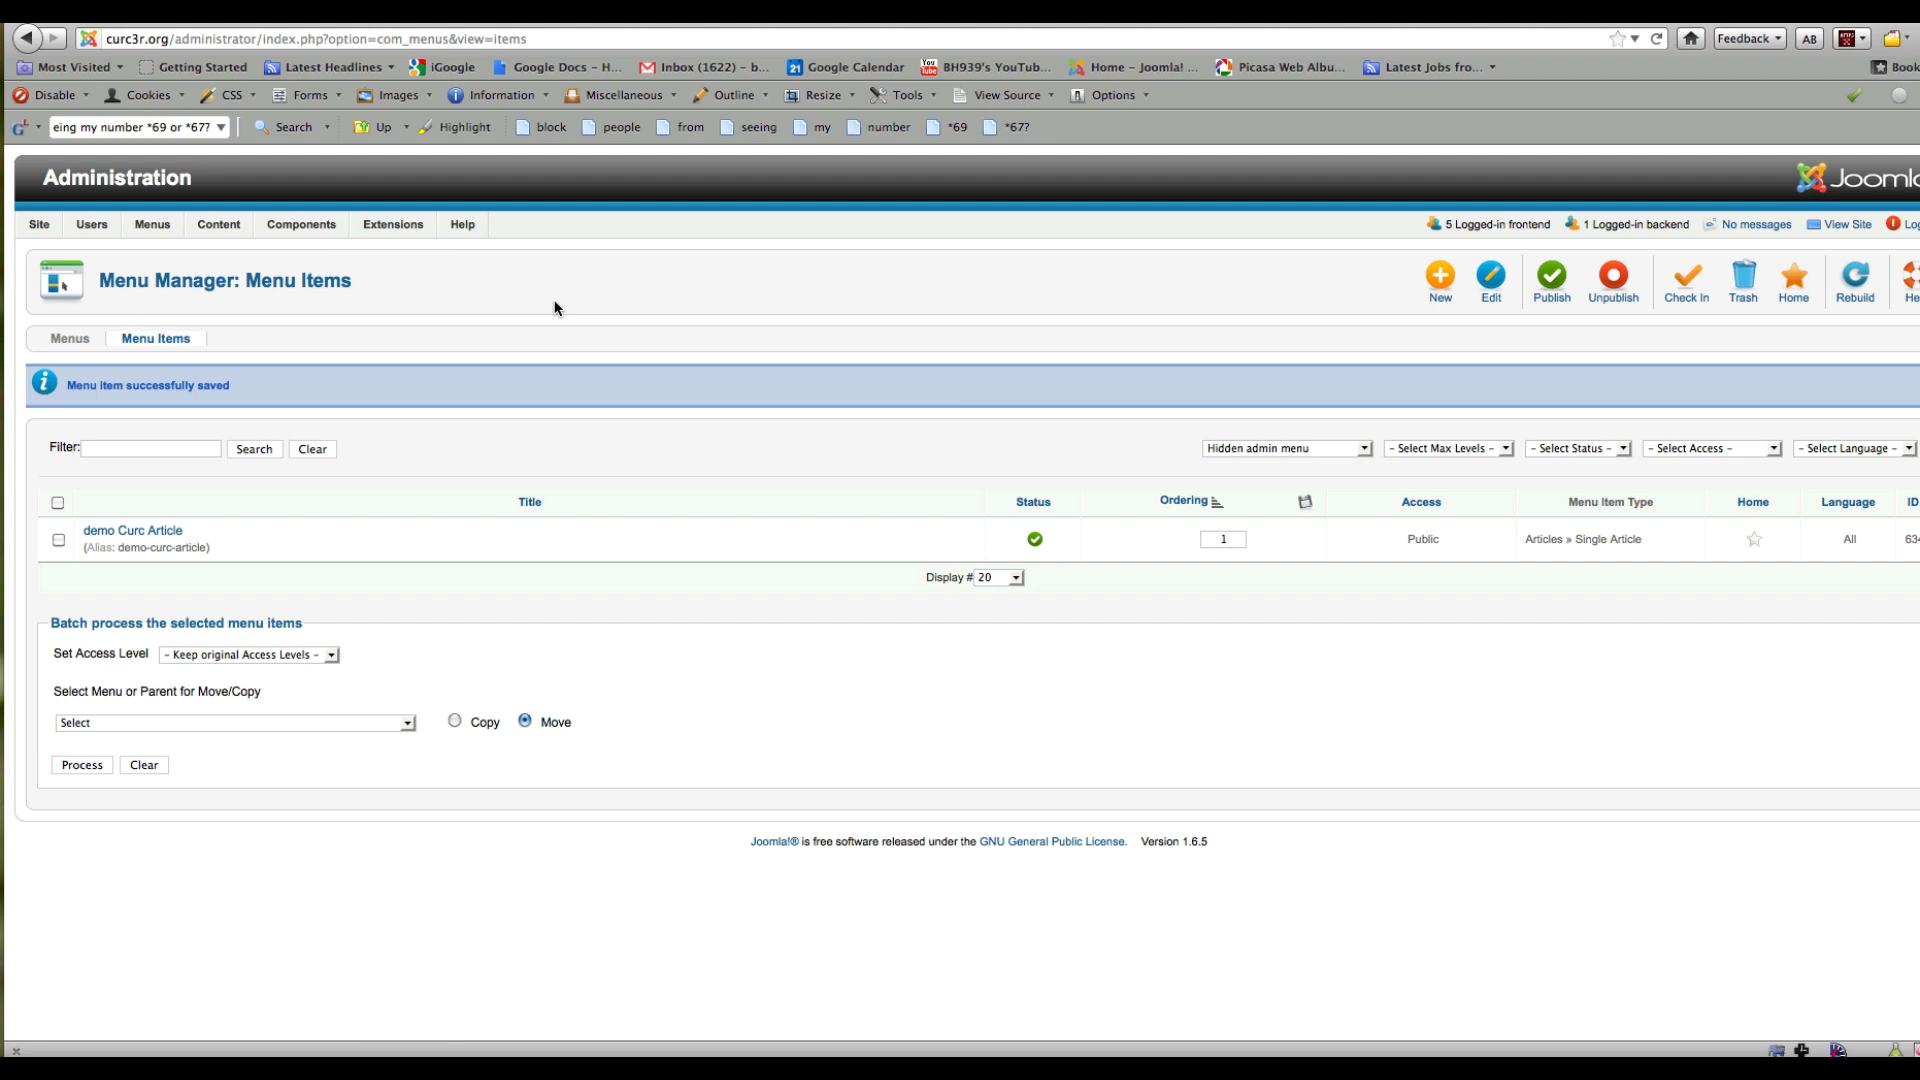 curc3r.org/administrator/index.php?option=com_menus&view=items Feedback AB
Most Visited Getting Started Latest Headlines iGoogle Google Docs – H... Inbox (1622) – b... 21 Google Calendar You Tube BH939's YouTub... Home – Joomla! ... Picasa Web Albu... Latest Jobs fro... Book
Disable Cookies CSS Forms Images Information Miscellaneous Outline Resize Tools View Source Options
G eing my number *69 or *67? Search Up Highlight block people from seeing my number *69 *67?
Administration Joomla
Site Users Menus Content Components Extensions Help 5 Logged-in frontend 1 Logged-in backend No messages View Site Log
Menu Manager: Menu Items New Edit Publish Unpublish Check In Trash Home Rebuild He
Menus Menu Items
Menu item successfully saved
Filter: Search Clear Hidden admin menu – Select Max Levels – – Select Status – – Select Access – – Select Language –
Title Status Ordering Access Menu Item Type Home Language ID
demo Curc Article
(Alias: demo-curc-article) 1 Public Articles » Single Article All 634
Display # 20
Batch process the selected menu items
Set Access Level – Keep original Access Levels –
Select Menu or Parent for Move/Copy
Select Copy Move
Process Clear
Joomla!® is free software released under the GNU General Public License. Version 1.6.5